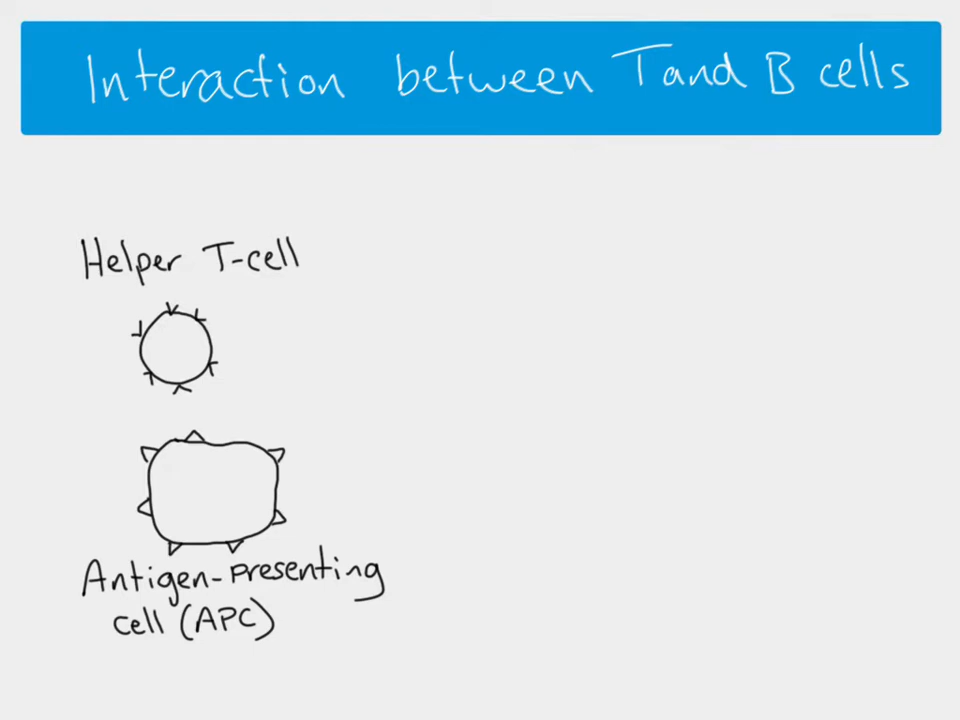 Interaction between T and B cells
Helper T-cell
Antigen-presenting
cell (APC)